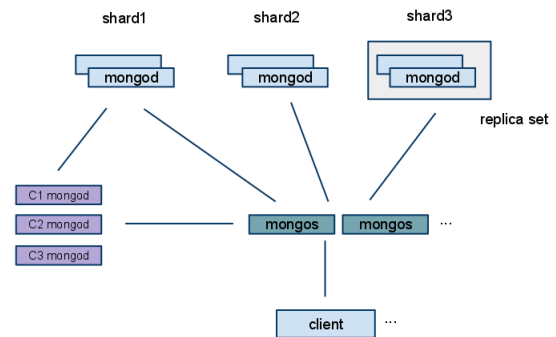 shard1 shard2 shard3
mongod mongod mongod
replica set
C1 mongod
C2 mongod mongos mongos ...
C3 mongod
client ...